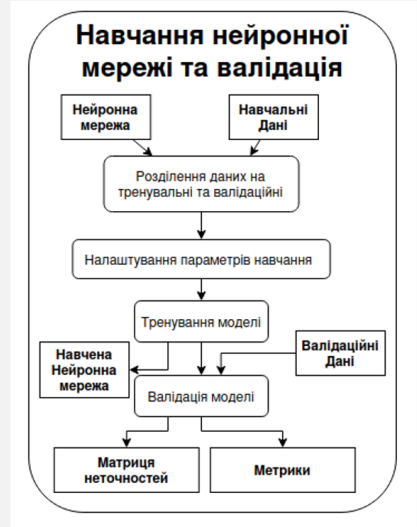 Навчання нейронної
мережі та валідація
Нейронна
мережа
Навчальні
Дані
Розділення даних на
тренувальні та валідаційні
Налаштування параметрів навчання
Тренування моделі
Навчена
Нейронна
мережа
Валідаційні
Дані
Валідація моделі
Матриця
неточностей
Метрики